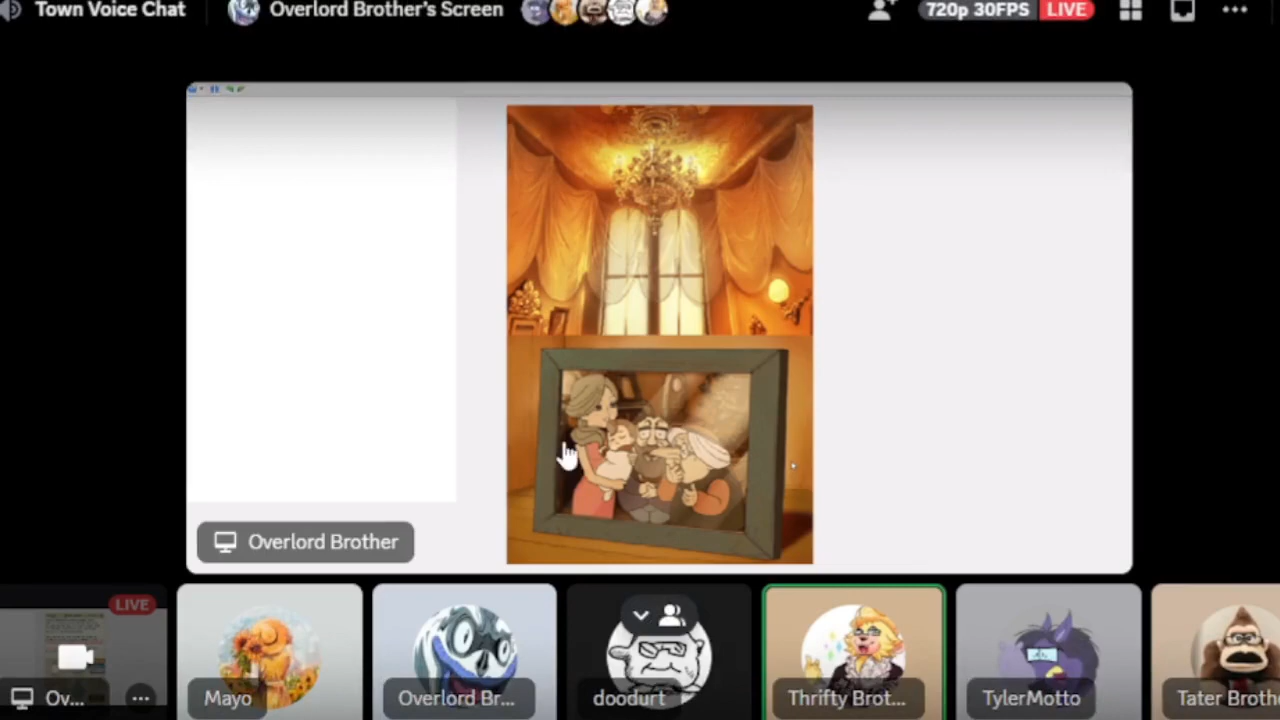 Town Voice Chat
Overlord Brother's Screen
720p 30FPS
LIVE
Overlord Brother
LIVE
Ov...
Mayo
Overlord Br...
doodurt
Thrifty Brot...
TylerMotto
Tater Broth